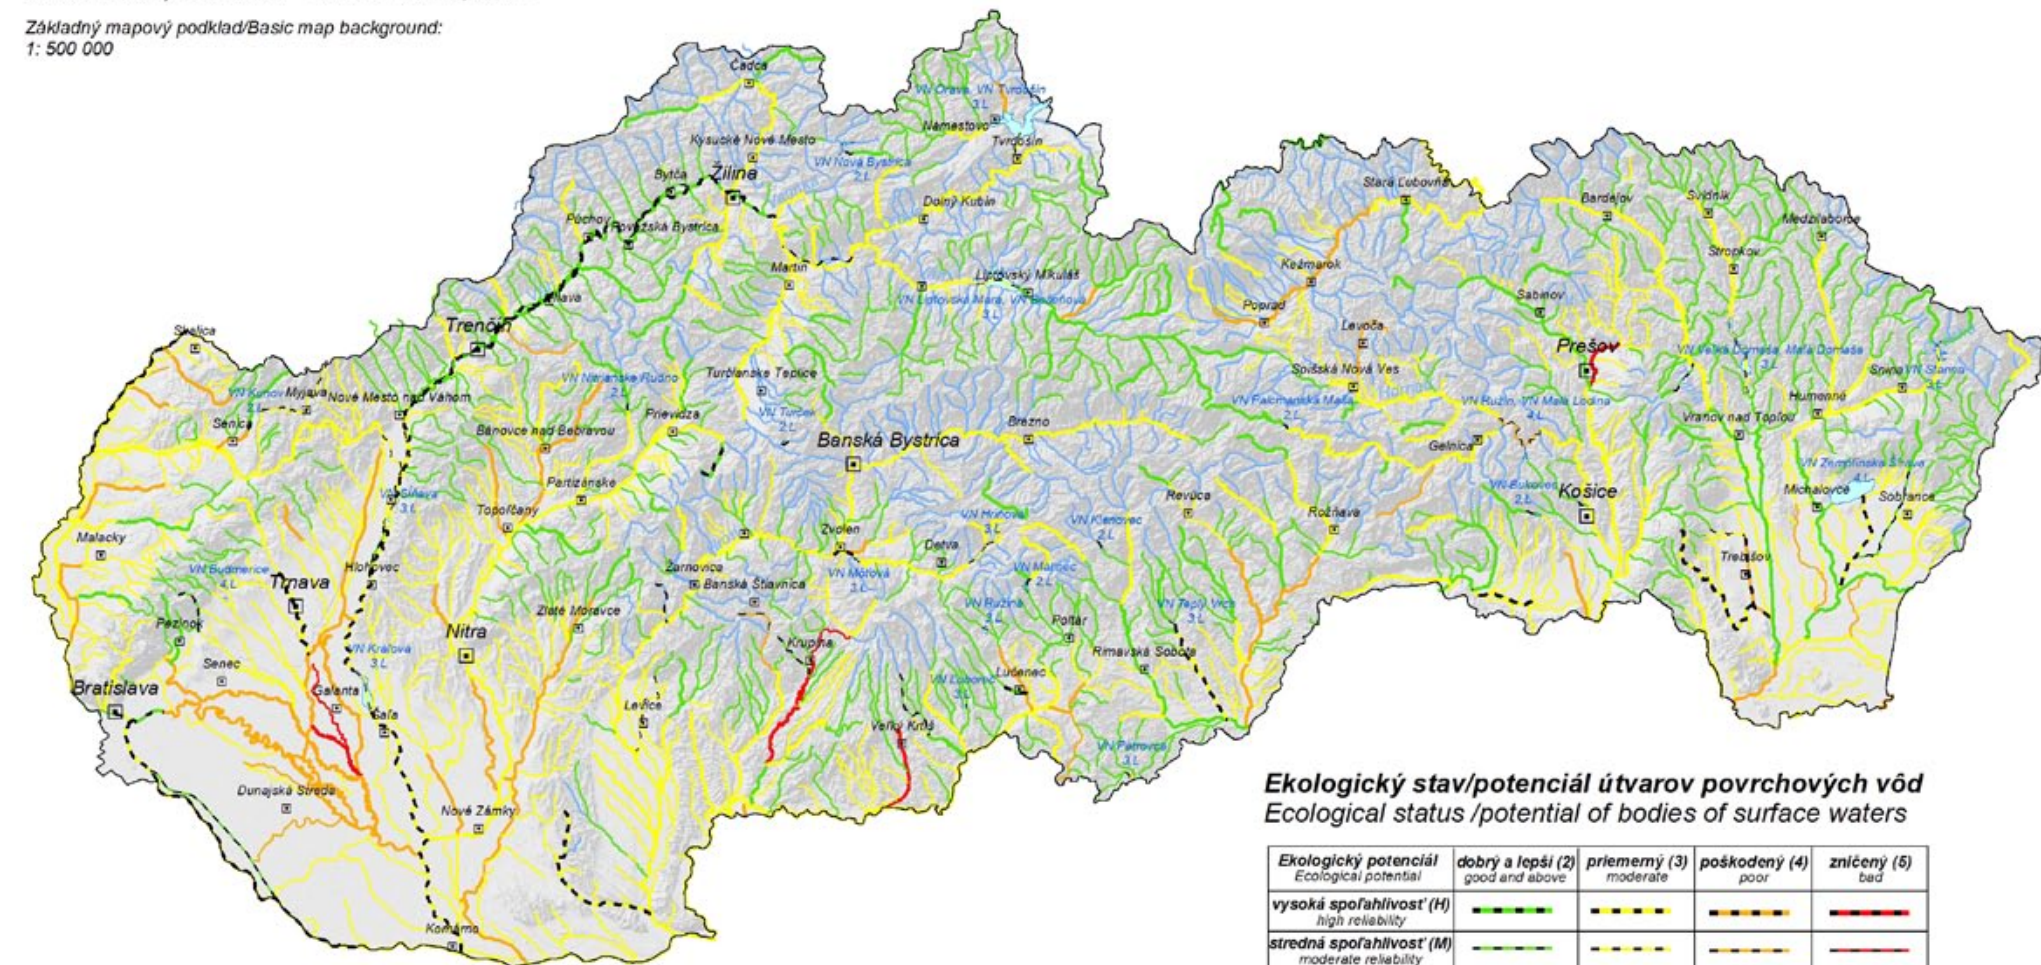 Základný mapový podklad/Basic map background:
1: 500 000
Čadca
VN Orava, VN Tvrdošín
3.L
Námestovo
Kysucké Nové Mesto
Tvrdošín
VN Nová Bystrica
2.L
Bytča
Žilina
Stará Ľubovňa
Bardejov
Svidník
Dolný Kubín
Púchov
Považská Bystrica
Medzilaborce
Stropkov
Martin
Liptovský Mikuláš
Kežmarok
VN Liptovská Mara, VN Bešeňová
3.L
Sabinov
Poprad
Skalica
Trenčín
Levoča
Prešov
VN Veľká Domaša, Malá Domaša
3.L
Turčianske Teplice
Spišská Nová Ves
Snina
VN Starina
3.L
VN Nitrianske Rudno
2.L
VN Kunov
Myjava
Nové Mesto nad Váhom
VN Palcmanská Maša
2.L
VN Ružín, VN Malá Lodina
4.L
Humenné
Senica
Prievidza
VN Turček
2.L
Brezno
Vranov nad Topľou
Bánovce nad Bebravou
Banská Bystrica
Gelnica
VN Zemplínska Šírava
4.L
Partizánske
VN Sĺňava
3.L
Revúca
VN Bukovec
2.L
Košice
Michalovce
Sobrance
Topoľčany
Zvolen
VN Hriňová
3.L
VN Klenovec
2.L
Rožňava
Malacky
Detva
Trebišov
VN Budmerice
4.L
Trnava
Hlohovec
Žarnovica
Banská Štiavnica
VN Môťová
3.L
VN Málinec
2.L
VN Ružiná
3.L
VN Teplý Vrch
3.L
Zlaté Moravce
Pezinok
Nitra
Poltár
Krupina
Rimavská Sobota
Senec
VN Kráľová
3.L
Lučenec
Bratislava
Galanta
VN Ľuboreč
3.L
Šaľa
Levice
Veľký Krtíš
VN Petrovce
3.L
Dunajská Streda
Nové Zámky
Komárno
Ekologický stav/potenciál útvarov povrchových vôd
Ecological status /potential of bodies of surface waters
Ekologický potenciál dobrý a lepší (2) priemerný (3) poškodený (4) zničený (5)
Ecological potential good and above moderate poor bad
vysoká spoľahlivosť (H)
high reliability
stredná spoľahlivosť (M)
moderate reliability